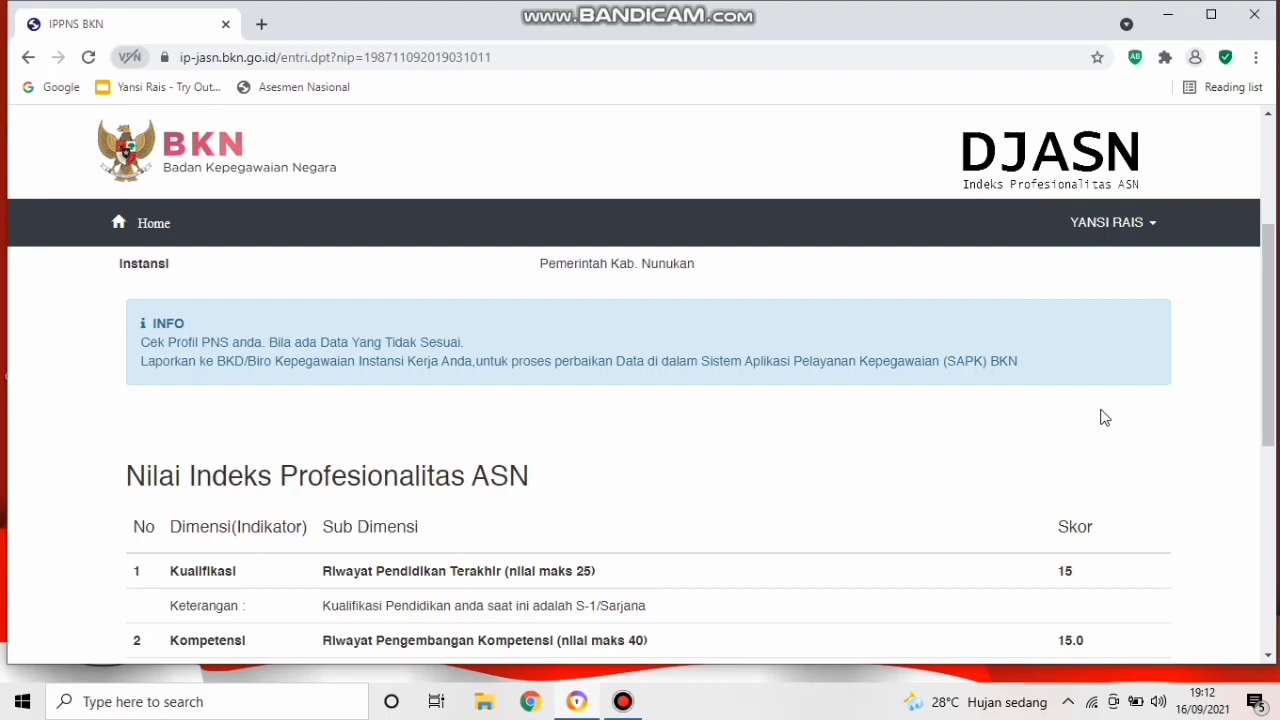 IPPNS BKN
www.BANDICAM.com
VPN
ip-jasn.bkn.go.id/entri.dpt?nip=198711092019031011
AB
Google
Yansi Rais - Try Out...
Asesmen Nasional
Reading list
BKN
Badan Kepegawaian Negara
DJASN
Indeks Profesionalitas ASN
Home
YANSI RAIS
Instansi Pemerintah Kab. Nunukan
INFO
Cek Profil PNS anda. Bila ada Data Yang Tidak Sesuai.
Laporkan ke BKD/Biro Kepegawaian Instansi Kerja Anda,untuk proses perbaikan Data di dalam Sistem Aplikasi Pelayanan Kepegawaian (SAPK) BKN
Nilai Indeks Profesionalitas ASN
No Dimensi(Indikator) Sub Dimensi Skor
1 Kualifikasi Riwayat Pendidikan Terakhir (nilai maks 25) 15
Keterangan : Kualifikasi Pendidikan anda saat ini adalah S-1/Sarjana
2 Kompetensi Riwayat Pengembangan Kompetensi (nilai maks 40) 15.0
Type here to search
28°C Hujan sedang
19:12
16/09/2021
5